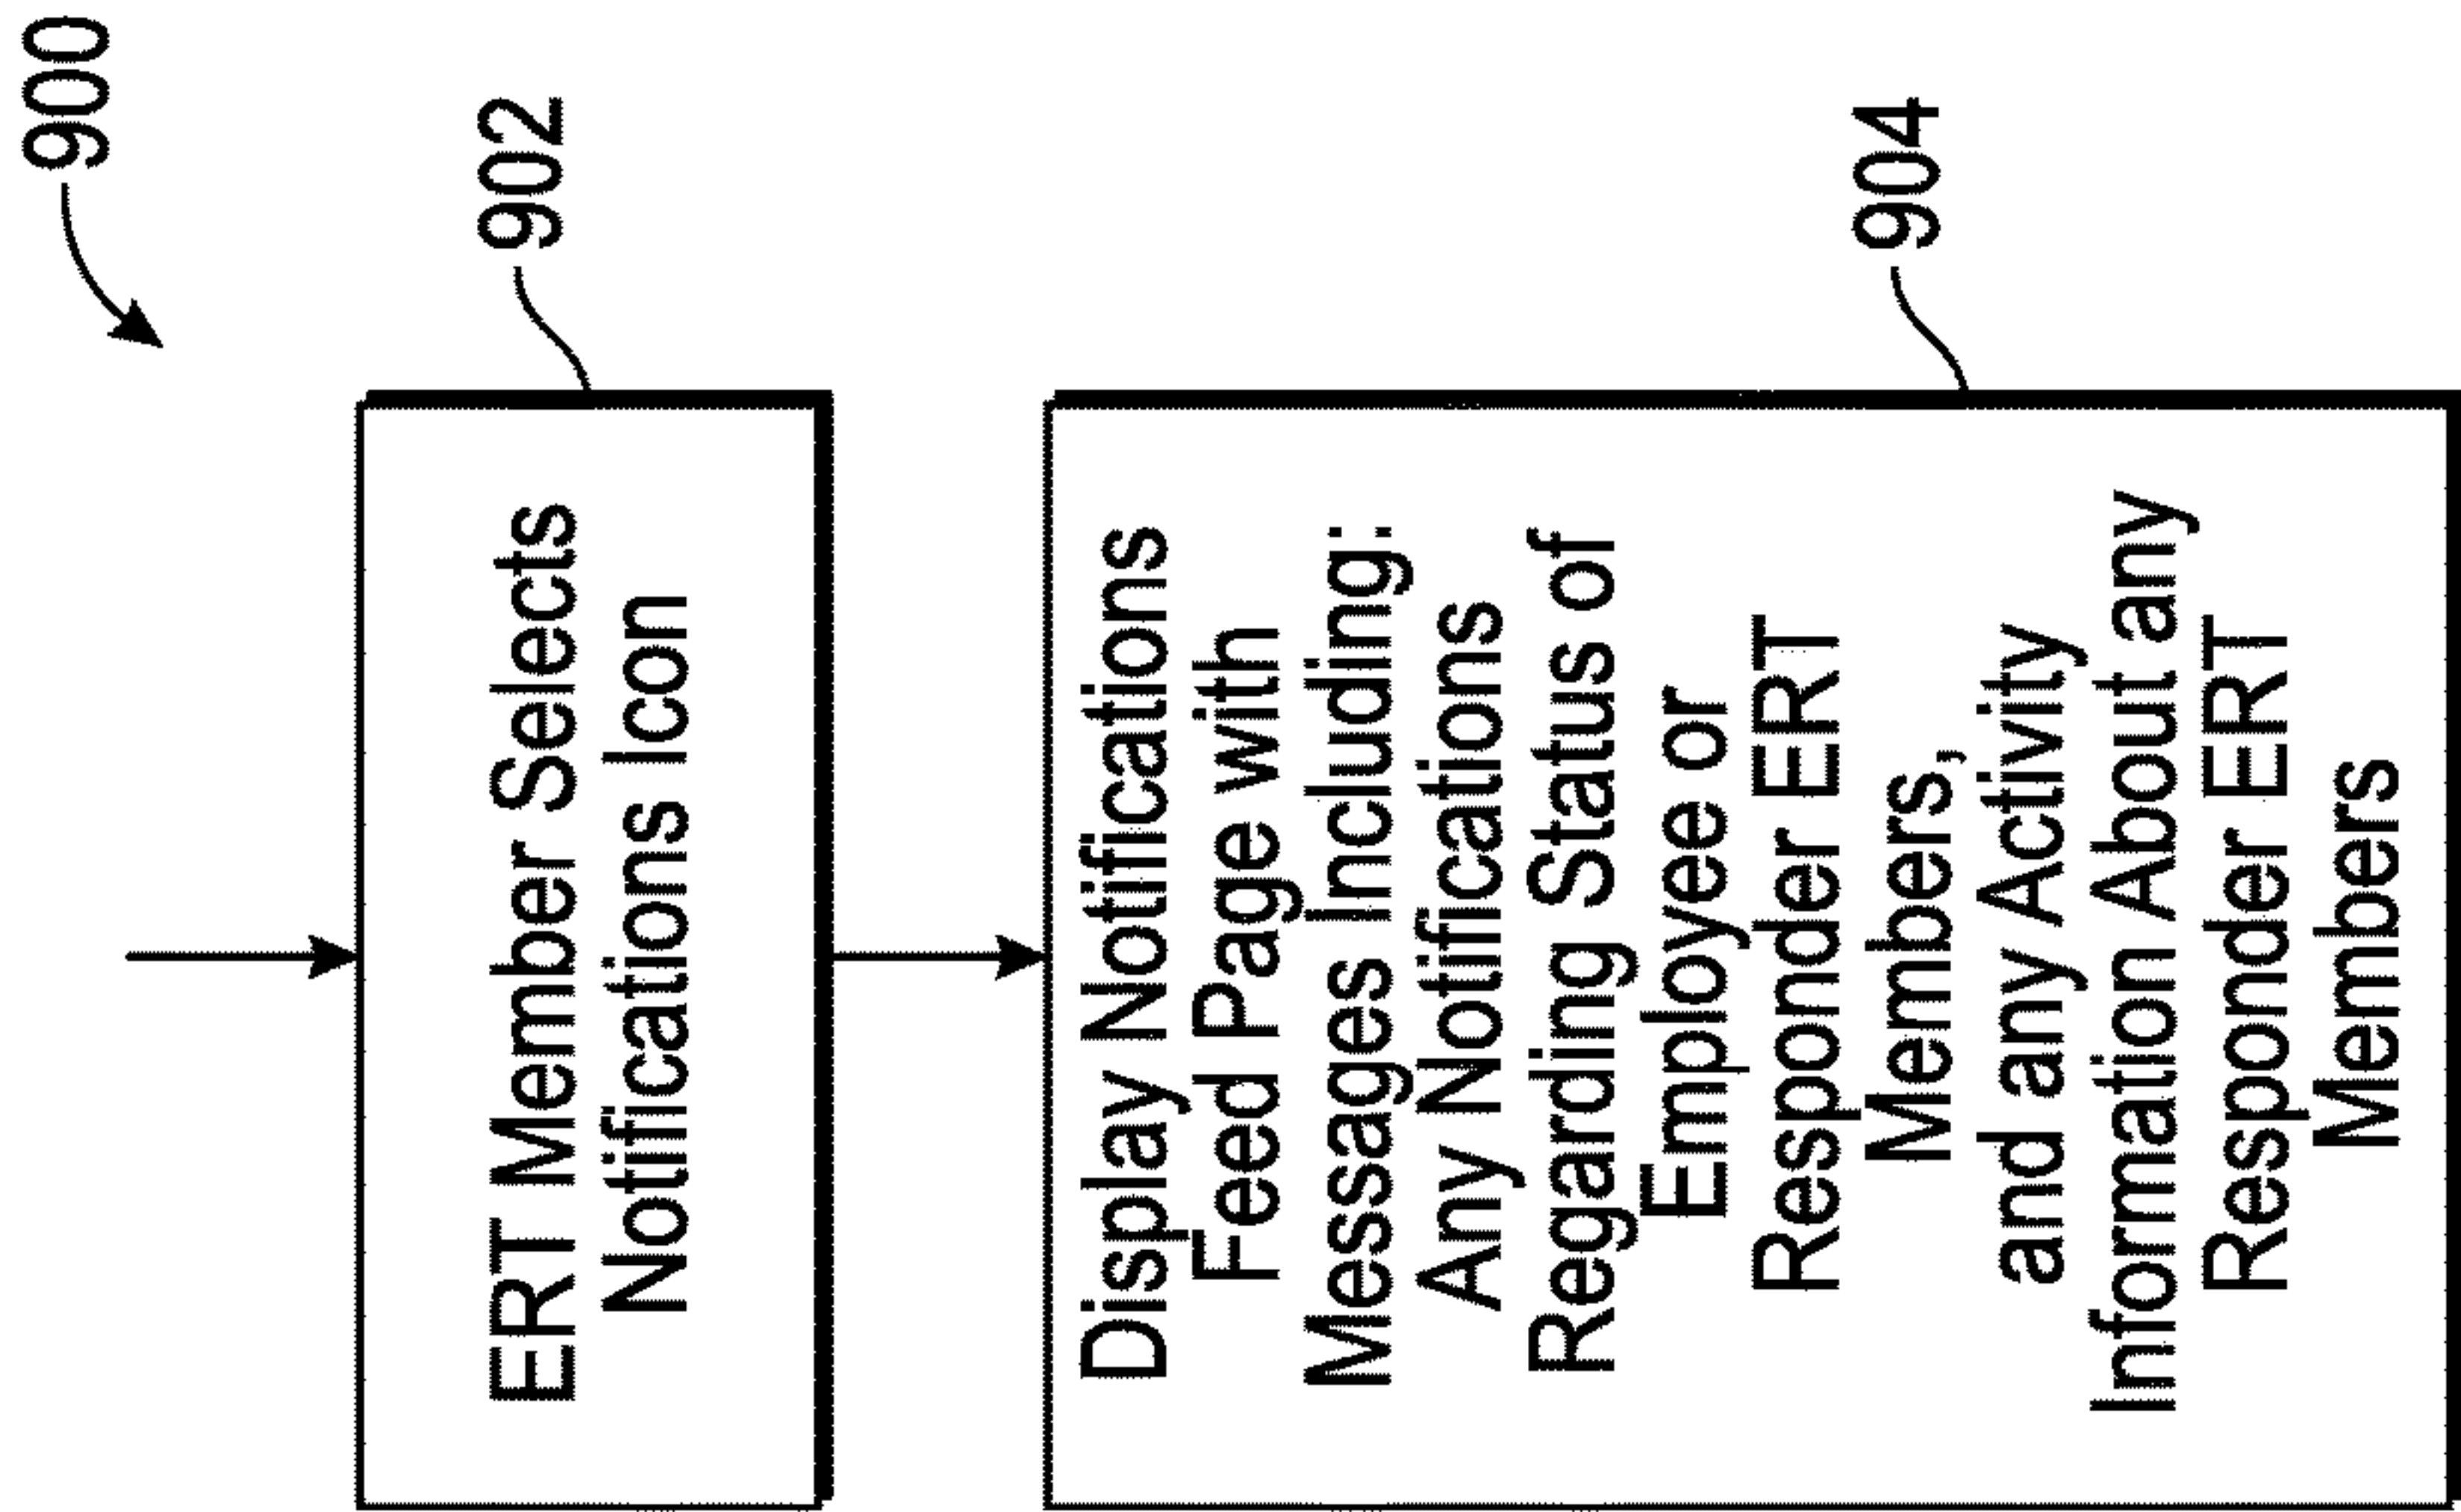 900
902
ERT Member Selects
Notifications Icon
904
Display Notifications
Feed Page with
Messages Including:
Any Notifications
Regarding Status of
Employee or
Responder ERT
Members,
and any Activity
Information About any
Responder ERT
Members